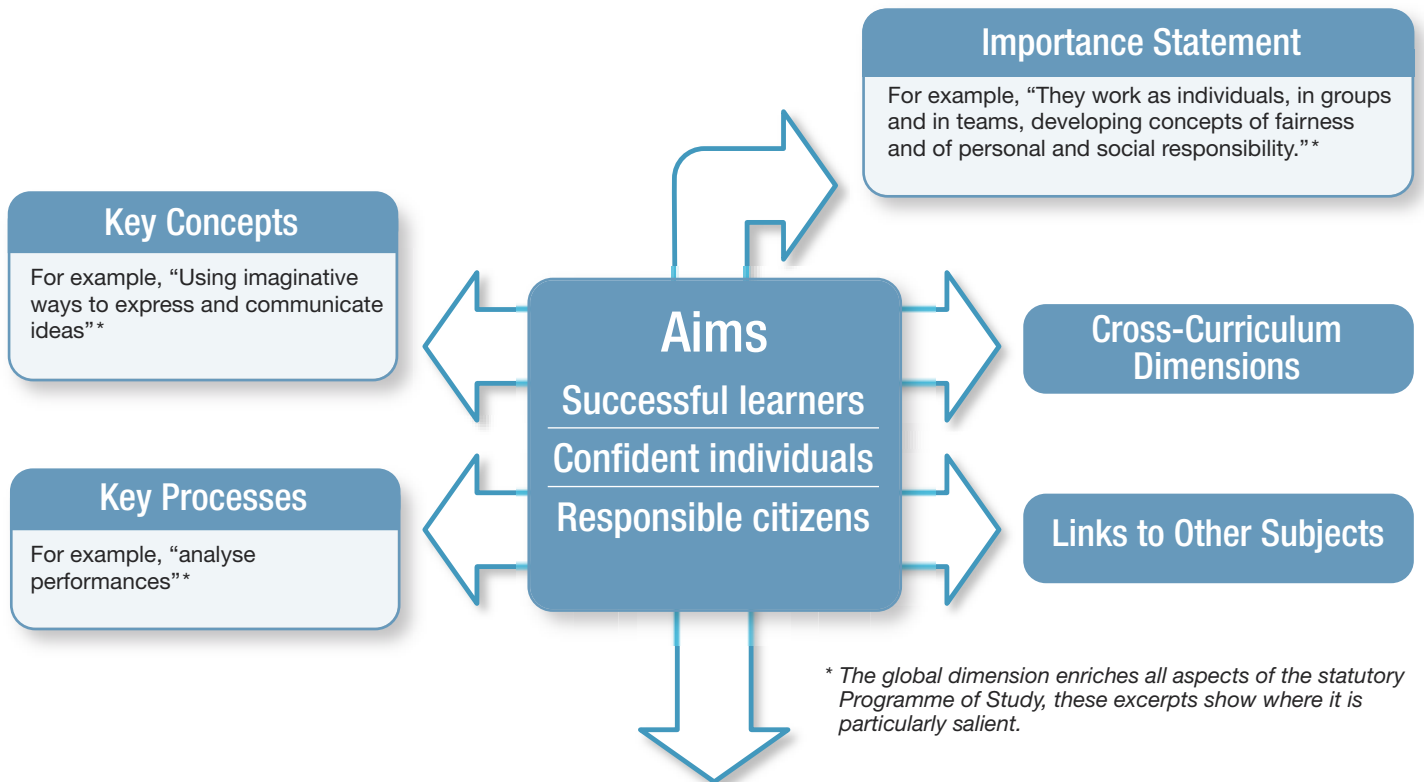 Importance Statement
For example, “They work as individuals, in groups
and in teams, developing concepts of fairness
and of personal and social responsibility.”*
Key Concepts
For example, “Using imaginative
ways to express and communicate
ideas”*
Aims
Successful learners
Confident individuals
Responsible citizens
Cross-Curriculum
Dimensions
Key Processes
For example, “analyse
performances”*
Links to Other Subjects
* The global dimension enriches all aspects of the statutory
Programme of Study, these excerpts show where it is
particularly salient.